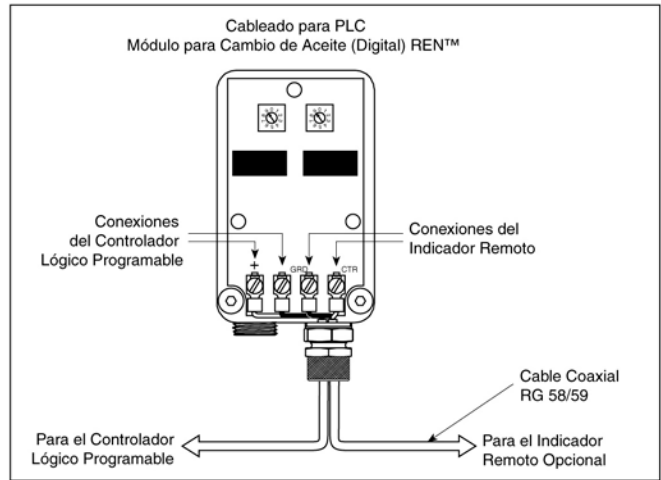 Cableado para PLC
Módulo para Cambio de Aceite (Digital) REN™
Conexiones
del Controlador
Lógico Programable
Conexiones del
Indicador Remoto
+
GRD
CTR
Cable Coaxial
RG 58/59
Para el Controlador
Lógico Programable
Para el Indicador
Remoto Opcional